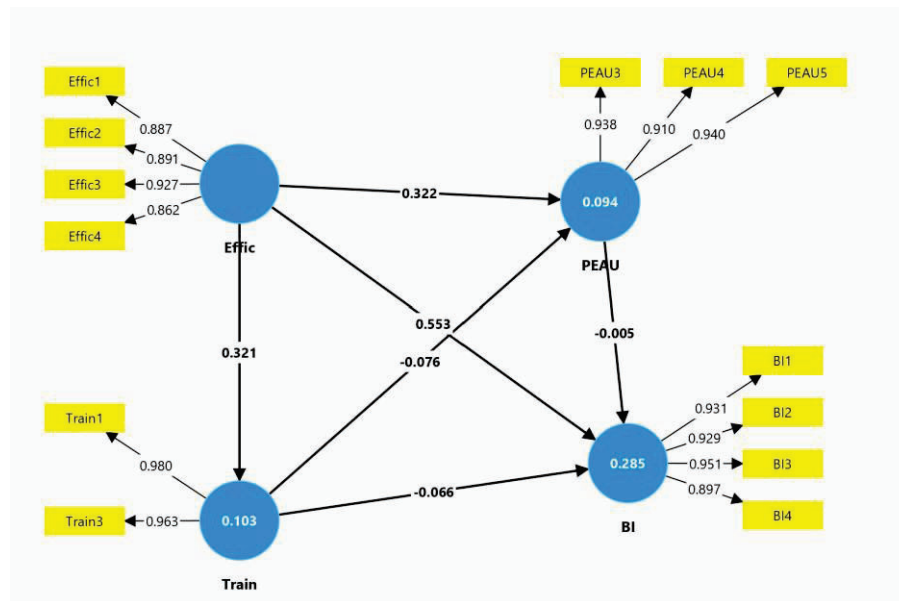 PEAU3
PEAU4
PEAU5
Effic1
Effic2
Effic3
Effic4
0.887
0.891
0.927
0.862
0.938
0.910
0.940
Effic
0.322
0.094
PEAU
0.553
0.321
-0.076
-0.005
Train1
Train3
0.980
0.963
0.103
Train
-0.066
0.285
BI
0.931
0.929
0.951
0.897
BI1
BI2
BI3
BI4